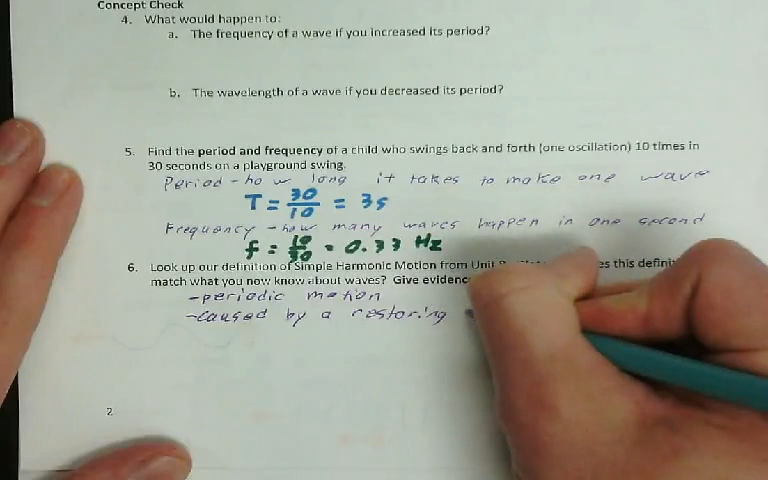 Concept Check
4. What would happen to:
a. The frequency of a wave if you increased its period?
b. The wavelength of a wave if you decreased its period?
5. Find the period and frequency of a child who swings back and forth (one oscillation) 10 times in
30 seconds on a playground swing.
Period - how long it takes to make one wave
T = 30/10 = 3s
Frequency - how many waves happen in one second
f = 10/30 = 0.33 Hz
6. Look up our definition of Simple Harmonic Motion from Unit this
match what you now know about waves? Give
- periodic motion
- caused by a restoring
2